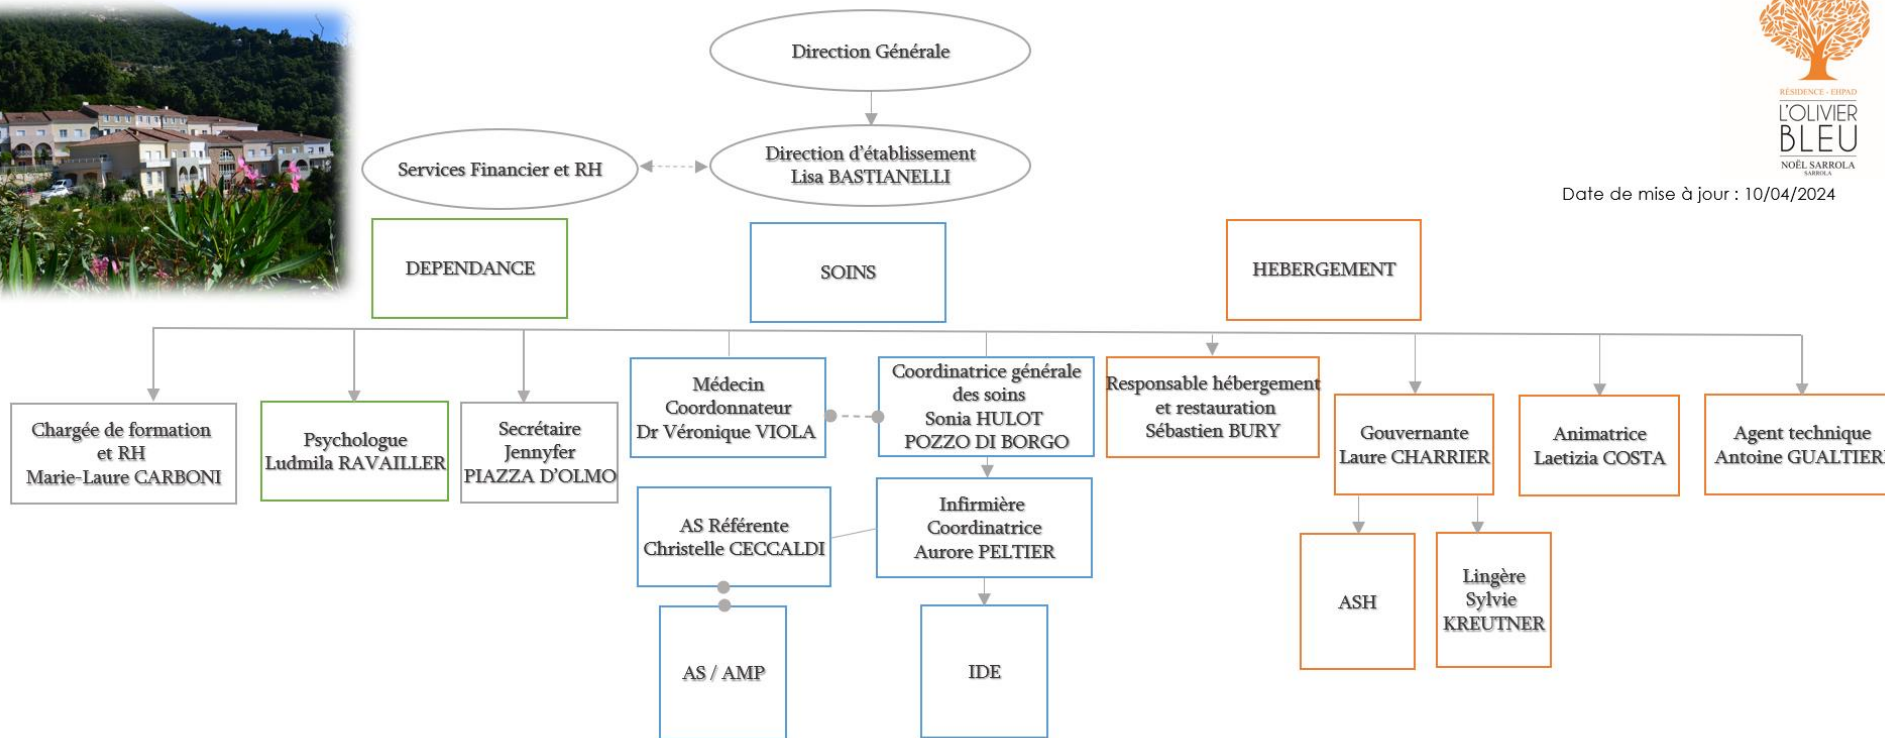 Direction Générale
RÉSIDENCE - EHPAD
L'OLIVIER
BLEU
NOËL SARROLA
SARROLA
Date de mise à jour : 10/04/2024
Services Financier et RH
Direction d'établissement
Lisa BASTIANELLI
DEPENDANCE
SOINS
HEBERGEMENT
Chargée de formation
et RH
Marie-Laure CARBONI
Psychologue
Ludmila RAVAILLER
Secrétaire
Jennyfer
PIAZZA D'OLMO
Médecin
Coordonnateur
Dr Véronique VIOLA
Coordinatrice générale
des soins
Sonia HULOT
POZZO DI BORGO
Responsable hébergement
et restauration
Sébastien BURY
Gouvernante
Laure CHARRIER
Animatrice
Laetizia COSTA
Agent technique
Antoine GUALTIERI
AS Référente
Christelle CECCALDI
Infirmière
Coordinatrice
Aurore PELTIER
ASH
Lingère
Sylvie
KREUTNER
AS / AMP
IDE